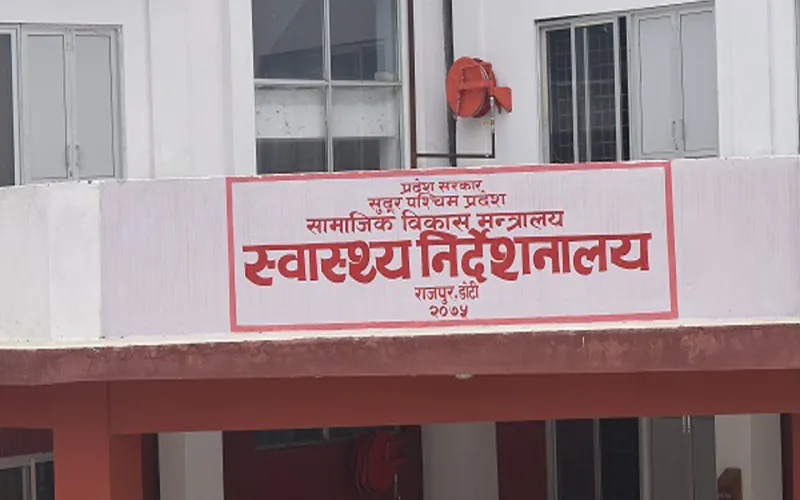 प्रदेश सरकार
सुदूर पश्चिम प्रदेश
सामाजिक विकास मन्त्रालय
स्वास्थ्य निर्देशनालय
राजपुर, डोटी
२०७५